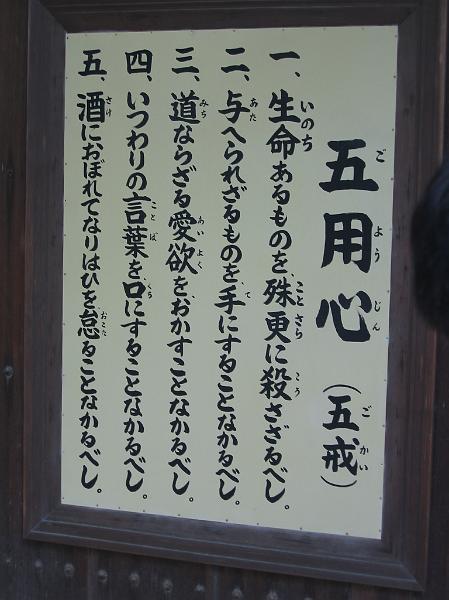 五用心（五戒）
一、生命あるものを、殊更に殺さざるべし。
二、与へられざるものを、手にすることなかるべし。
三、道ならざる愛欲を、おかすことなかるべし。
四、いつわりの言葉を、口にすることなかるべし。
五、酒におぼれてなりはひを怠ることなかるべし。